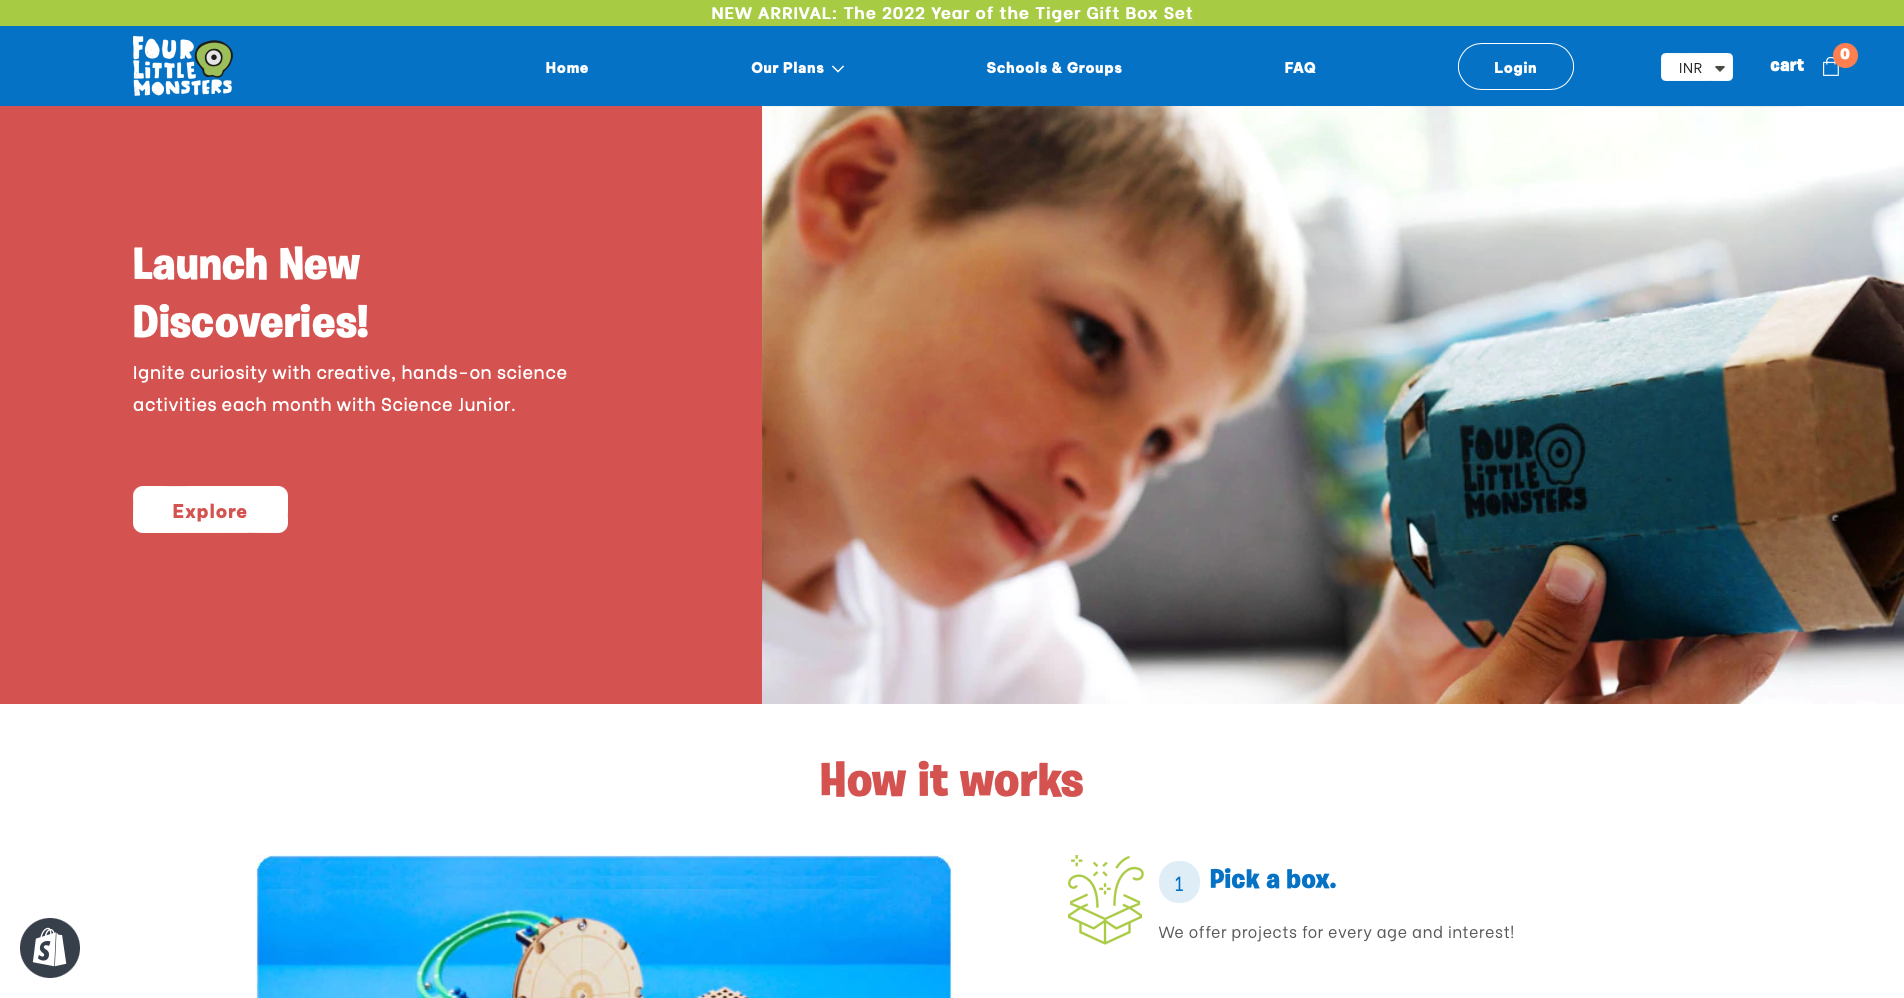 NEW ARRIVAL: The 2022 Year of the Tiger Gift Box Set
FOUR
LiTTLE
MONSTERS
Home
Our Plans
Schools & Groups
FAQ
Login
INR
cart
0
Launch New
Discoveries!
Ignite curiosity with creative, hands-on science
activities each month with Science Junior.
Explore
FOUR
LiTTLE
MONSTERS
How it works
1
Pick a box.
We offer projects for every age and interest!
S